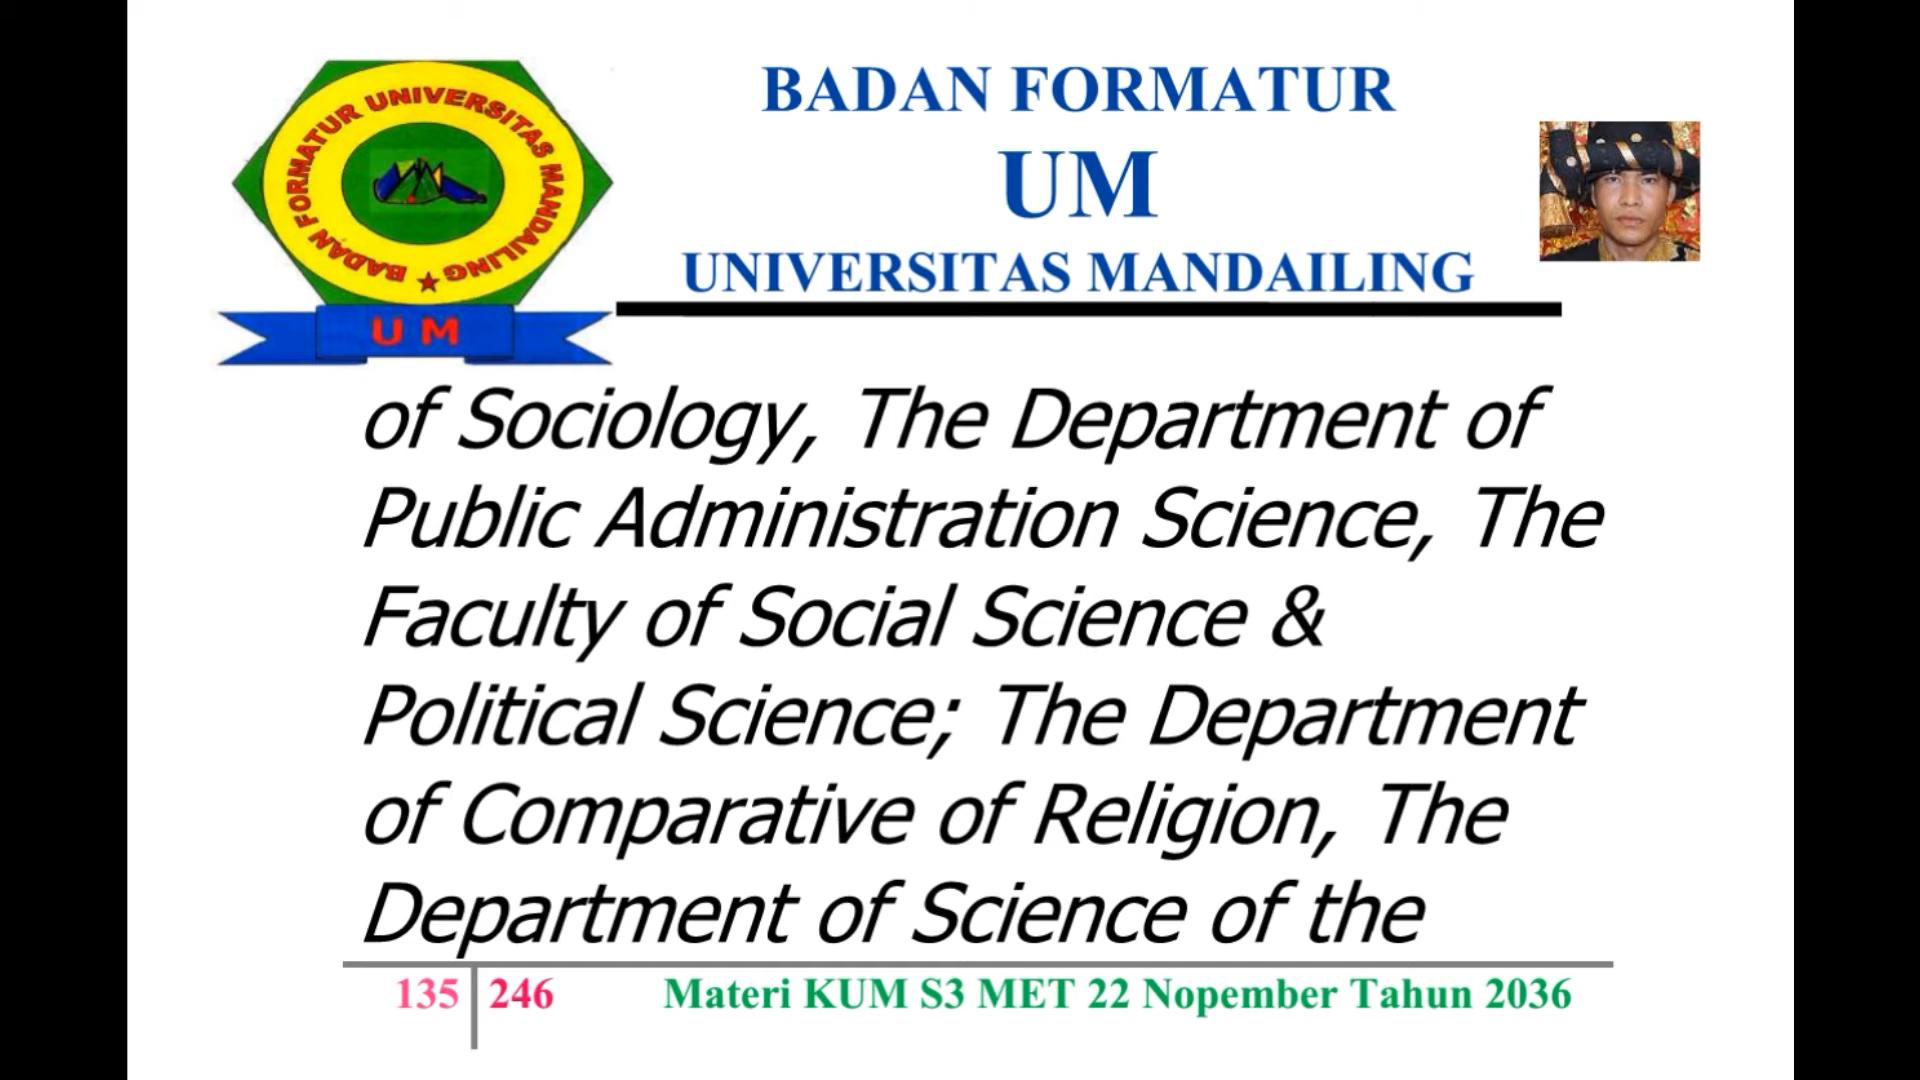 BADAN FORMATUR UNIVERSITAS MANDAILING
UM
BADAN FORMATUR
UM
UNIVERSITAS MANDAILING
of Sociology, The Department of
Public Administration Science, The
Faculty of Social Science &
Political Science; The Department
of Comparative of Religion, The
Department of Science of the
135 246 Materi KUM S3 MET 22 Nopember Tahun 2036